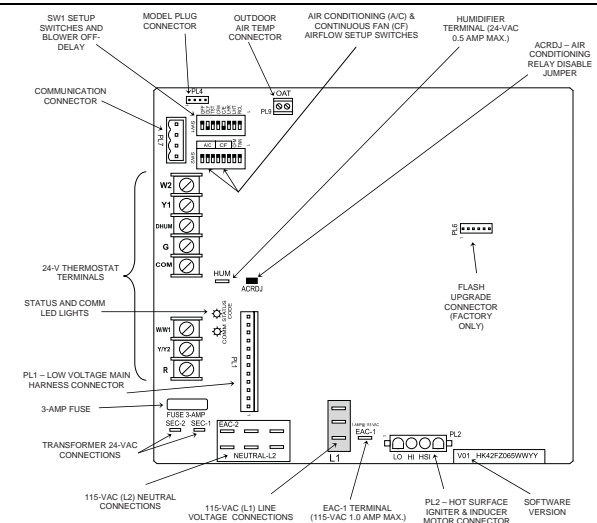 SW1 SETUP
SWITCHES AND
BLOWER OFF-
DELAY
MODEL PLUG
CONNECTOR
OUTDOOR
AIR TEMP
CONNECTOR
AIR CONDITIONING (A/C) &
CONTINUOUS FAN (CF)
AIRFLOW SETUP SWITCHES
HUMIDIFIER
TERMINAL (24-VAC
0.5 AMP MAX.)
ACRDJ – AIR
CONDITIONING
RELAY DISABLE
JUMPER
COMMUNICATION
CONNECTOR
PL4
OAT
PL9
PL7
SW1
A/C CF
SW2
W2
Y1
DHUM
G
COM
PL6
24-V THERMOSTAT
TERMINALS
HUM
ACRDJ
FLASH
UPGRADE
CONNECTOR
(FACTORY
ONLY)
STATUS AND COMM
LED LIGHTS
STATUS
CODE
COMM
W/W1
Y/Y2
R
PL1
PL1 – LOW VOLTAGE MAIN
HARNESS CONNECTOR
3-AMP FUSE
FUSE 3-AMP
SEC-2 SEC-1
TRANSFORMER 24-VAC
CONNECTIONS
EAC-2
NEUTRAL-L2
L1
EAC-1
PL2
LO HI HSI
V01 HK42FZ065WWYY
115-VAC (L2) NEUTRAL
CONNECTIONS
115-VAC (L1) LINE
VOLTAGE CONNECTIONS
EAC-1 TERMINAL
(115-VAC 1.0 AMP MAX.)
PL2 – HOT SURFACE
IGNITER & INDUCER
MOTOR CONNECTOR
SOFTWARE
VERSION